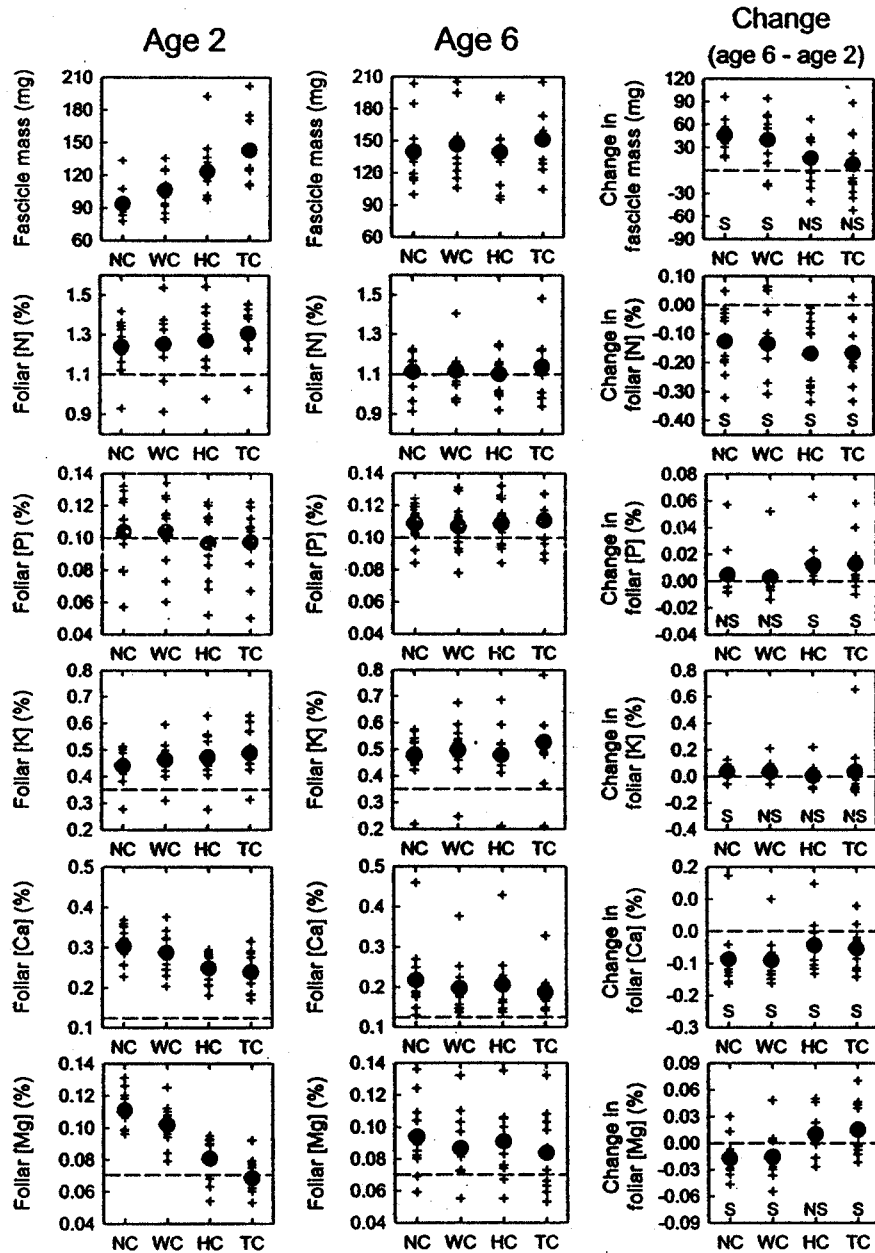 Age 2
Age 6
Change
(age 6 - age 2)
Fascicle mass (mg)
210
180
150
120
90
60
NC WC HC TC
Fascicle mass (mg)
210
180
150
120
90
60
NC WC HC TC
Change in
fascicle mass (mg)
120
90
60
30
-30
-60
-90
S S NS NS
NC WC HC TC
Foliar [N] (%)
1.5
1.3
1.1
0.9
NC WC HC TC
Foliar [N] (%)
1.5
1.3
1.1
0.9
NC WC HC TC
Change in
foliar [N] (%)
0.10
0.00
-0.10
-0.20
-0.30
-0.40
S S S S
NC WC HC TC
Foliar [P] (%)
0.14
0.12
0.10
0.08
0.06
0.04
NC WC HC TC
Foliar [P] (%)
0.14
0.12
0.10
0.08
0.06
0.04
NC WC HC TC
Change in
foliar [P] (%)
0.08
0.06
0.04
0.02
0.00
-0.02
-0.04
NS NS S S
NC WC HC TC
Foliar [K] (%)
0.8
0.7
0.6
0.5
0.4
0.3
0.2
NC WC HC TC
Foliar [K] (%)
0.8
0.7
0.6
0.5
0.4
0.3
0.2
NC WC HC TC
Change in
foliar [K] (%)
0.8
0.6
0.4
0.2
0.0
-0.2
-0.4
S NS NS NS
NC WC HC TC
Foliar [Ca] (%)
0.5
0.4
0.3
0.2
0.1
NC WC HC TC
Foliar [Ca] (%)
0.5
0.4
0.3
0.2
0.1
NC WC HC TC
Change in
foliar [Ca] (%)
0.2
0.0
0.0
-0.1
-0.2
-0.3
S S S S
NC WC HC TC
Foliar [Mg] (%)
0.14
0.12
0.10
0.08
0.06
0.04
NC WC HC TC
Foliar [Mg] (%)
0.14
0.12
0.10
0.08
0.06
0.04
NC WC HC TC
Change in
foliar [Mg] (%)
0.09
0.06
0.03
0.00
-0.03
-0.06
-0.09
S S NS S
NC WC HC TC